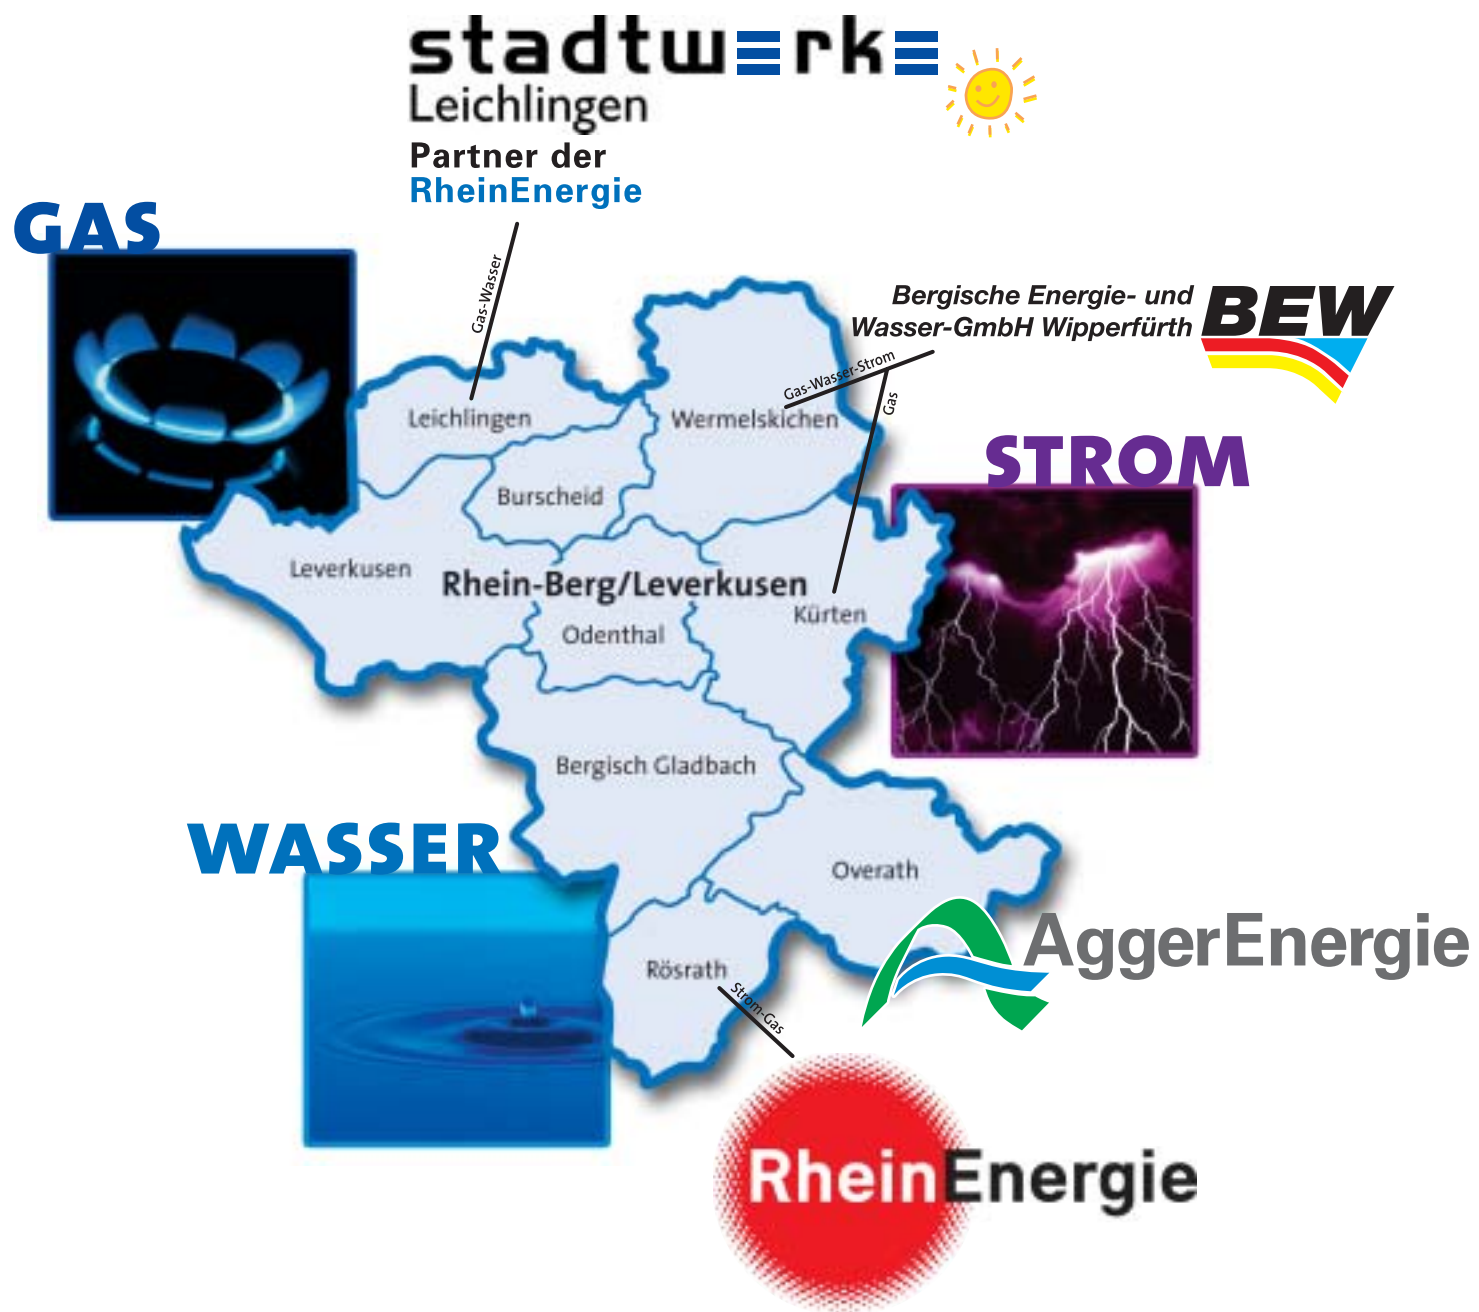 stadtwerke
Leichlingen
Partner der
RheinEnergie
GAS
Gas-Wasser
Bergische Energie- und
Wasser-GmbH Wipperfürth
BEW
Gas-Wasser-Strom
Gas
Leichlingen
Wermelskichen
STROM
Burscheid
Leverkusen
Rhein-Berg/Leverkusen
Kürten
Odenthal
Bergisch Gladbach
WASSER
Overath
AggerEnergie
Rösrath
Strom-Gas
RheinEnergie